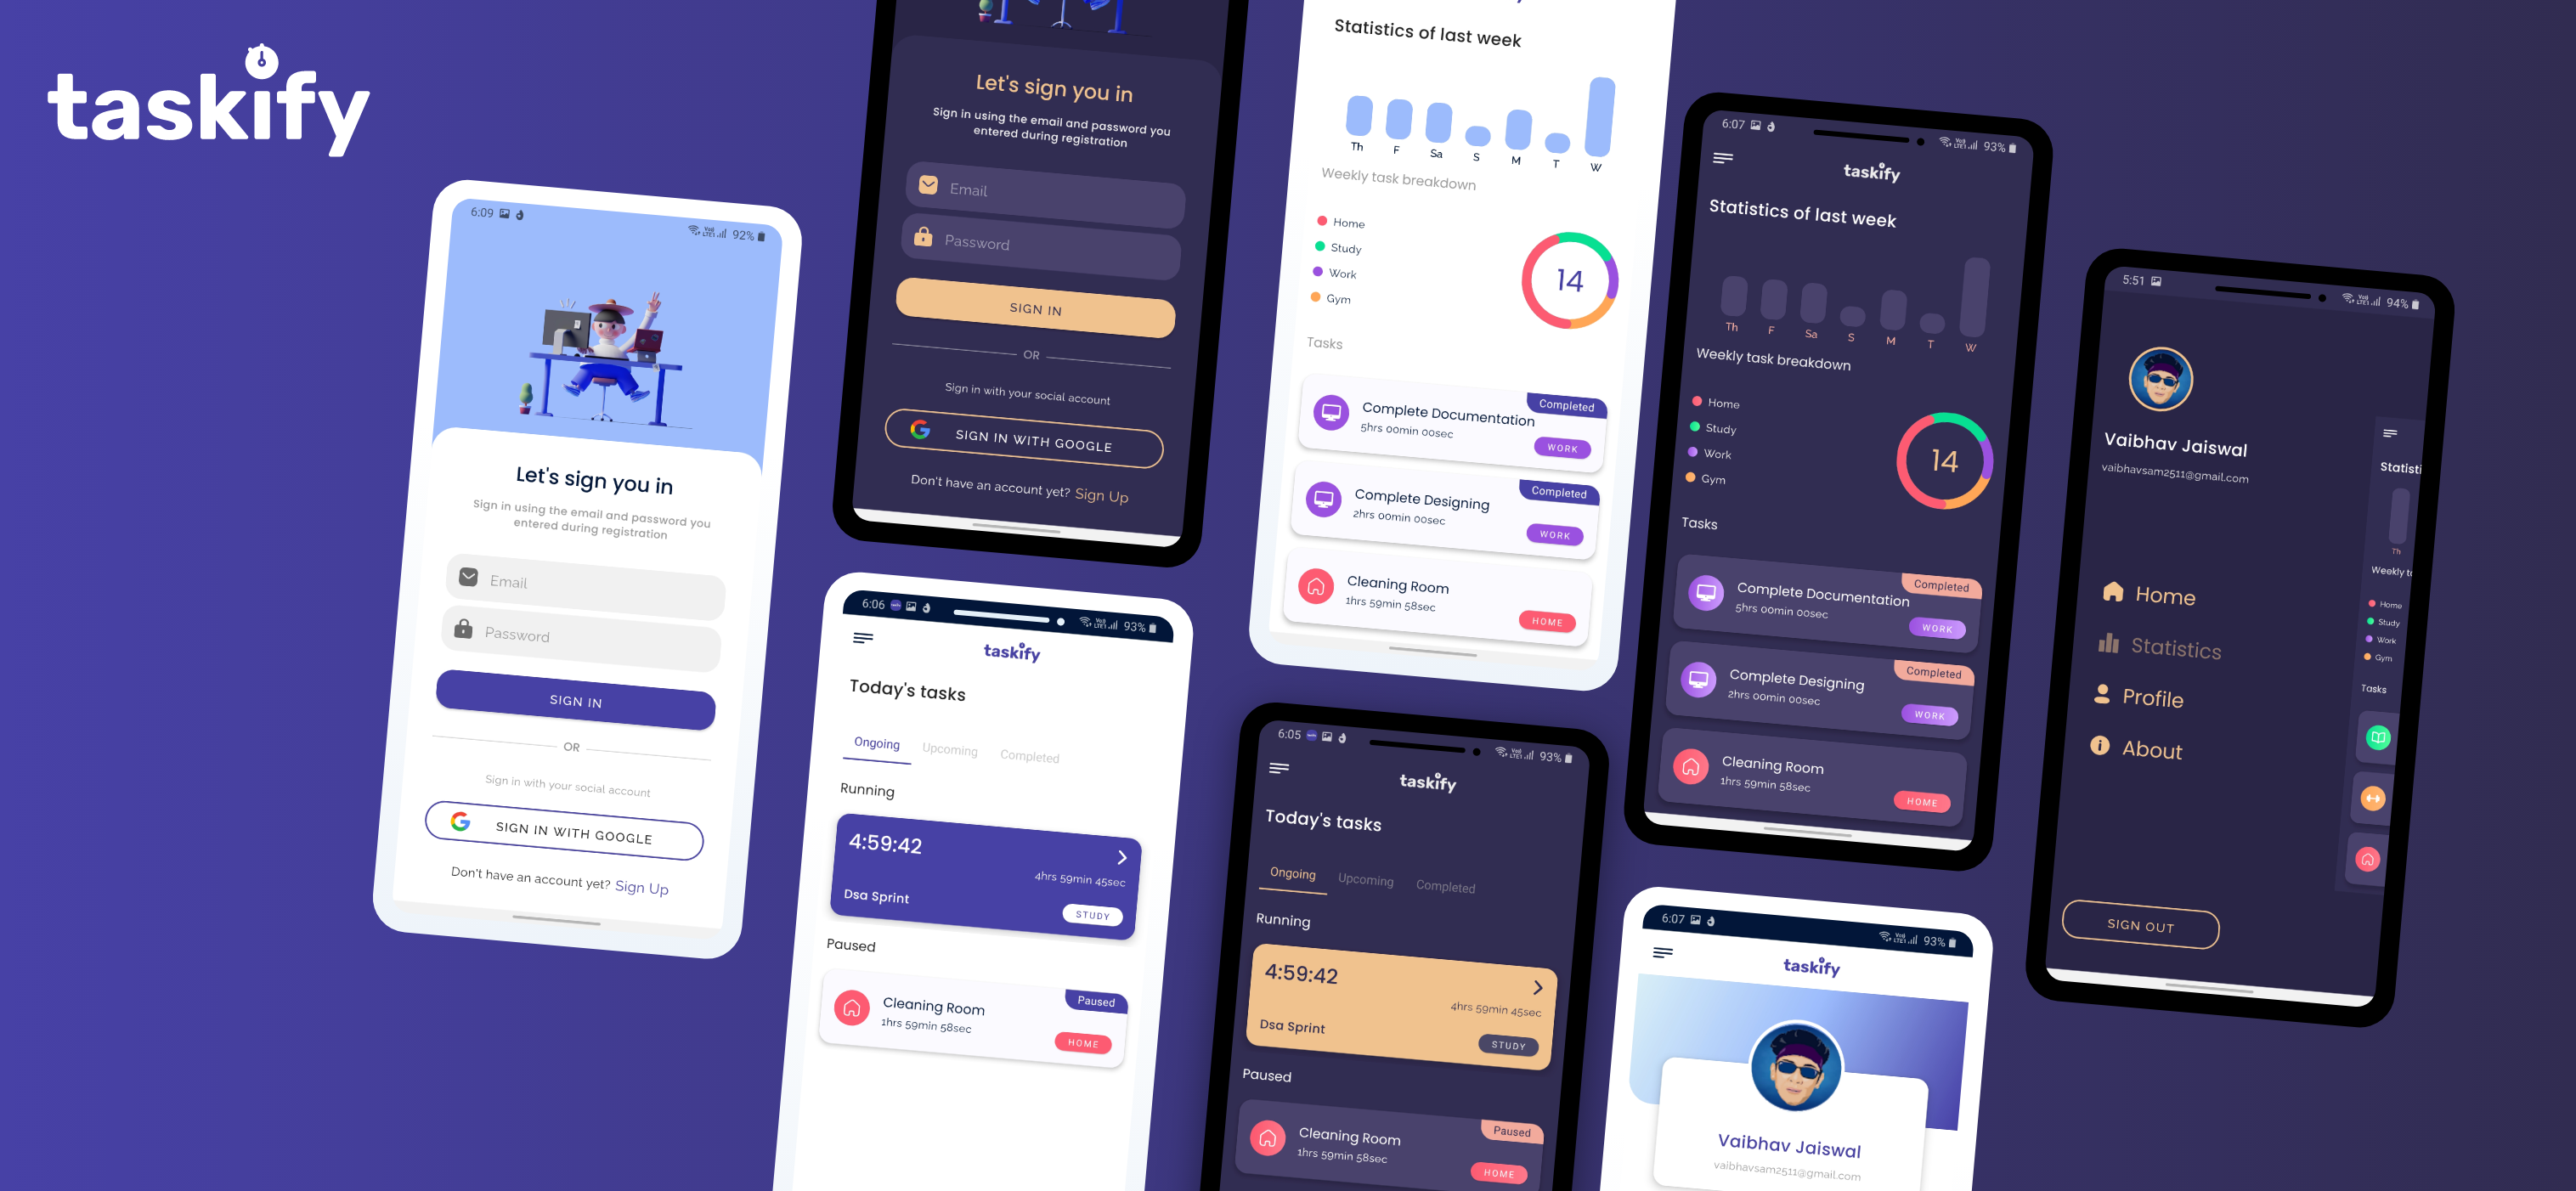 taskify
6:09
92%
Let's sign you in
Sign in using the email and password you
entered during registration
Email
Password
SIGN IN
OR
Sign in with your social account
SIGN IN WITH GOOGLE
Don't have an account yet? Sign Up
Let's sign you in
Sign in using the email and password you
entered during registration
Email
Password
SIGN IN
OR
Sign in with your social account
SIGN IN WITH GOOGLE
Don't have an account yet? Sign Up
6:06
93%
taskify
Today's tasks
Ongoing Upcoming Completed
Running
4:59:42
4hrs 59min 45sec
Dsa Sprint
STUDY
Paused
Paused
Cleaning Room
1hrs 59min 58sec
HOME
Statistics of last week
Th F Sa S M T W
Weekly task breakdown
Home
Study
Work
Gym
14
Tasks
Completed
Complete Documentation
5hrs 00min 00sec
WORK
Completed
Complete Designing
2hrs 00min 00sec
WORK
Cleaning Room
1hrs 59min 58sec
HOME
6:05
93%
taskify
Today's tasks
Ongoing Upcoming Completed
Running
4:59:42
4hrs 59min 45sec
Dsa Sprint
STUDY
Paused
Paused
Cleaning Room
1hrs 59min 58sec
HOME
6:07
93%
taskify
Statistics of last week
Th F Sa S M T W
Weekly task breakdown
Home
Study
Work
Gym
14
Tasks
Completed
Complete Documentation
5hrs 00min 00sec
WORK
Completed
Complete Designing
2hrs 00min 00sec
WORK
Cleaning Room
1hrs 59min 58sec
HOME
6:07
93%
taskify
Vaibhav Jaiswal
vaibhavsam2511@gmail.com
5:51
94%
Vaibhav Jaiswal
vaibhavsam2511@gmail.com
Home
Statistics
Profile
About
SIGN OUT
Statisti
Th
Weekly t
Home
Study
Work
Gym
Tasks